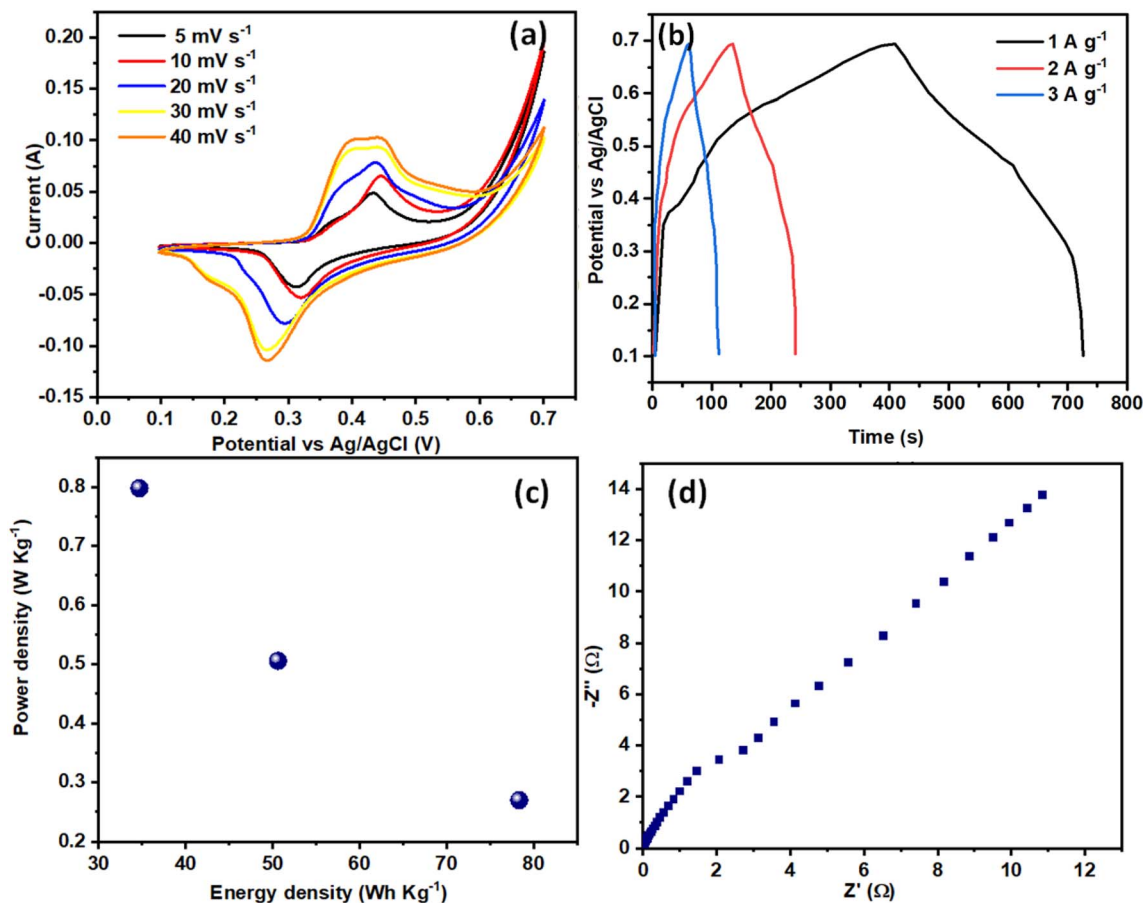 (a)
5 mV s⁻¹
10 mV s⁻¹
20 mV s⁻¹
30 mV s⁻¹
40 mV s⁻¹
Current (A)
0.20
0.15
0.10
0.05
0.00
-0.05
-0.10
-0.15
0.0 0.1 0.2 0.3 0.4 0.5 0.6 0.7
Potential vs Ag/AgCl (V)
(b)
1 A g⁻¹
2 A g⁻¹
3 A g⁻¹
Potential vs Ag/AgCl
0.7
0.6
0.5
0.4
0.3
0.2
0.1
0 100 200 300 400 500 600 700 800
Time (s)
(c)
Power density (W Kg⁻¹)
0.8
0.7
0.6
0.5
0.4
0.3
0.2
30 40 50 60 70 80
Energy density (Wh Kg⁻¹)
(d)
-Z'' (Ω)
14
12
10
8
6
4
2
0
0 2 4 6 8 10 12
Z' (Ω)